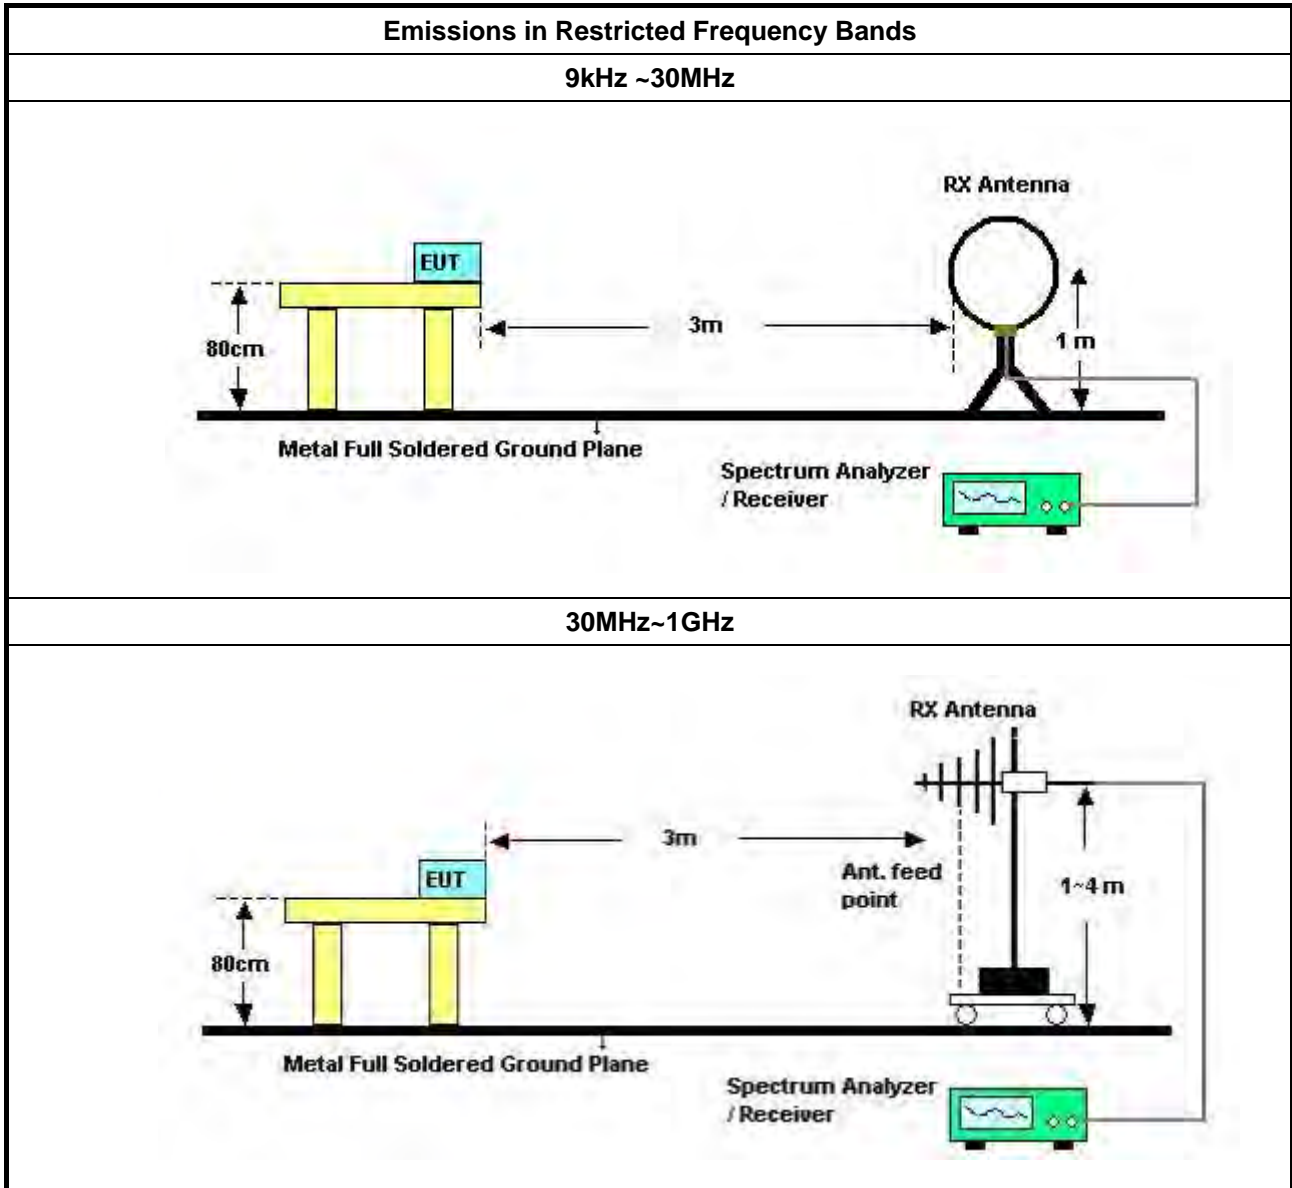 Emissions in Restricted Frequency Bands
9kHz ~30MHz
RX Antenna
EUT
3m
80cm
1 m
Metal Full Soldered Ground Plane
Spectrum Analyzer
/ Receiver
30MHz~1GHz
RX Antenna
3m
EUT
Ant. feed
point
1~4 m
80cm
Metal Full Soldered Ground Plane
Spectrum Analyzer
/ Receiver